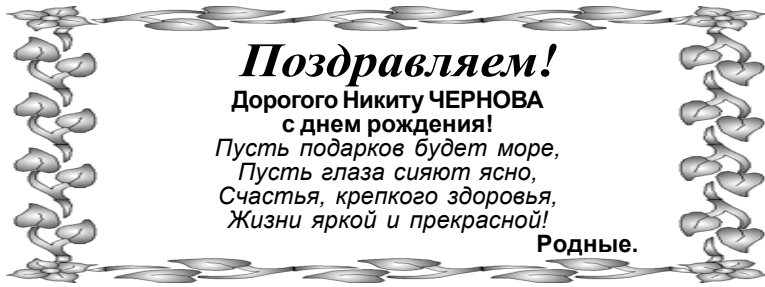 Поздравляем!
Дорогого Никиту ЧЕРНОВА
с днем рождения!
Пусть подарков будет море,
Пусть глаза сияют ясно,
Счастья, крепкого здоровья,
Жизни яркой и прекрасной!
Родные.